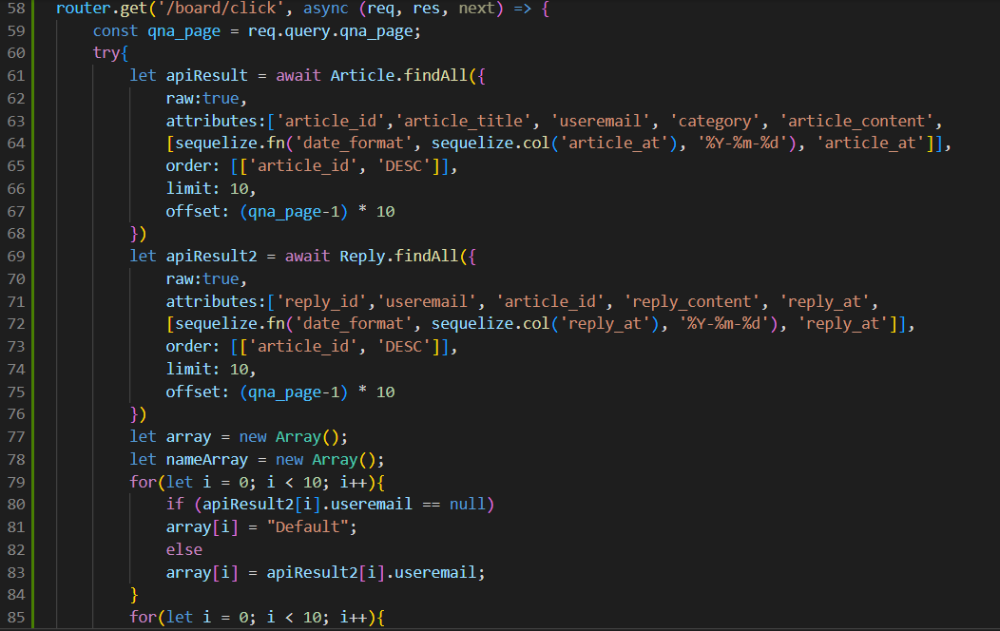 58 router.get('/board/click', async (req, res, next) => {
59 const qna_page = req.query.qna_page;
60 try{
61 let apiResult = await Article.findAll({
62 raw:true,
63 attributes:['article_id','article_title', 'useremail', 'category', 'article_content',
64 [sequelize.fn('date_format', sequelize.col('article_at'), '%Y-%m-%d'), 'article_at']],
65 order: [['article_id', 'DESC']],
66 limit: 10,
67 offset: (qna_page-1) * 10
68 })
69 let apiResult2 = await Reply.findAll({
70 raw:true,
71 attributes:['reply_id','useremail', 'article_id', 'reply_content', 'reply_at',
72 [sequelize.fn('date_format', sequelize.col('reply_at'), '%Y-%m-%d'), 'reply_at']],
73 order: [['article_id', 'DESC']],
74 limit: 10,
75 offset: (qna_page-1) * 10
76 })
77 let array = new Array();
78 let nameArray = new Array();
79 for(let i = 0; i < 10; i++){
80 if (apiResult2[i].useremail == null)
81 array[i] = "Default";
82 else
83 array[i] = apiResult2[i].useremail;
84 }
85 for(let i = 0; i < 10; i++){